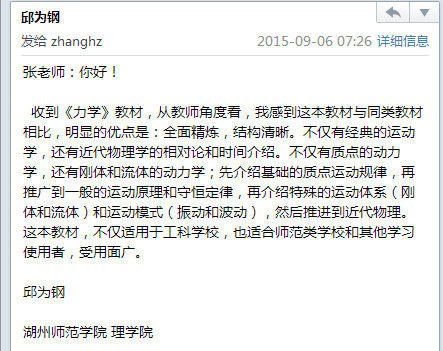 邱为钢
发给 zhanghz 2015-09-06 07:26 详细信息
张老师：你好！
收到《力学》教材，从教师角度看，我感到这本教材与同类教材
相比，明显的优点是：全面精炼，结构清晰。不仅有经典的运动
学，还有近代物理学的相对论和时间介绍。不仅有质点的动力
学，还有刚体和流体的动力学；先介绍基础的质点运动规律，再
推广到一般的运动原理和守恒定律，再介绍特殊的运动体系（刚
体和流体）和运动模式（振动和波动），然后推进到近代物理。
这本教材，不仅适用于工科学校，也适合师范类学校和其他学习
使用者，受用面广。
邱为钢
湖州师范学院 理学院